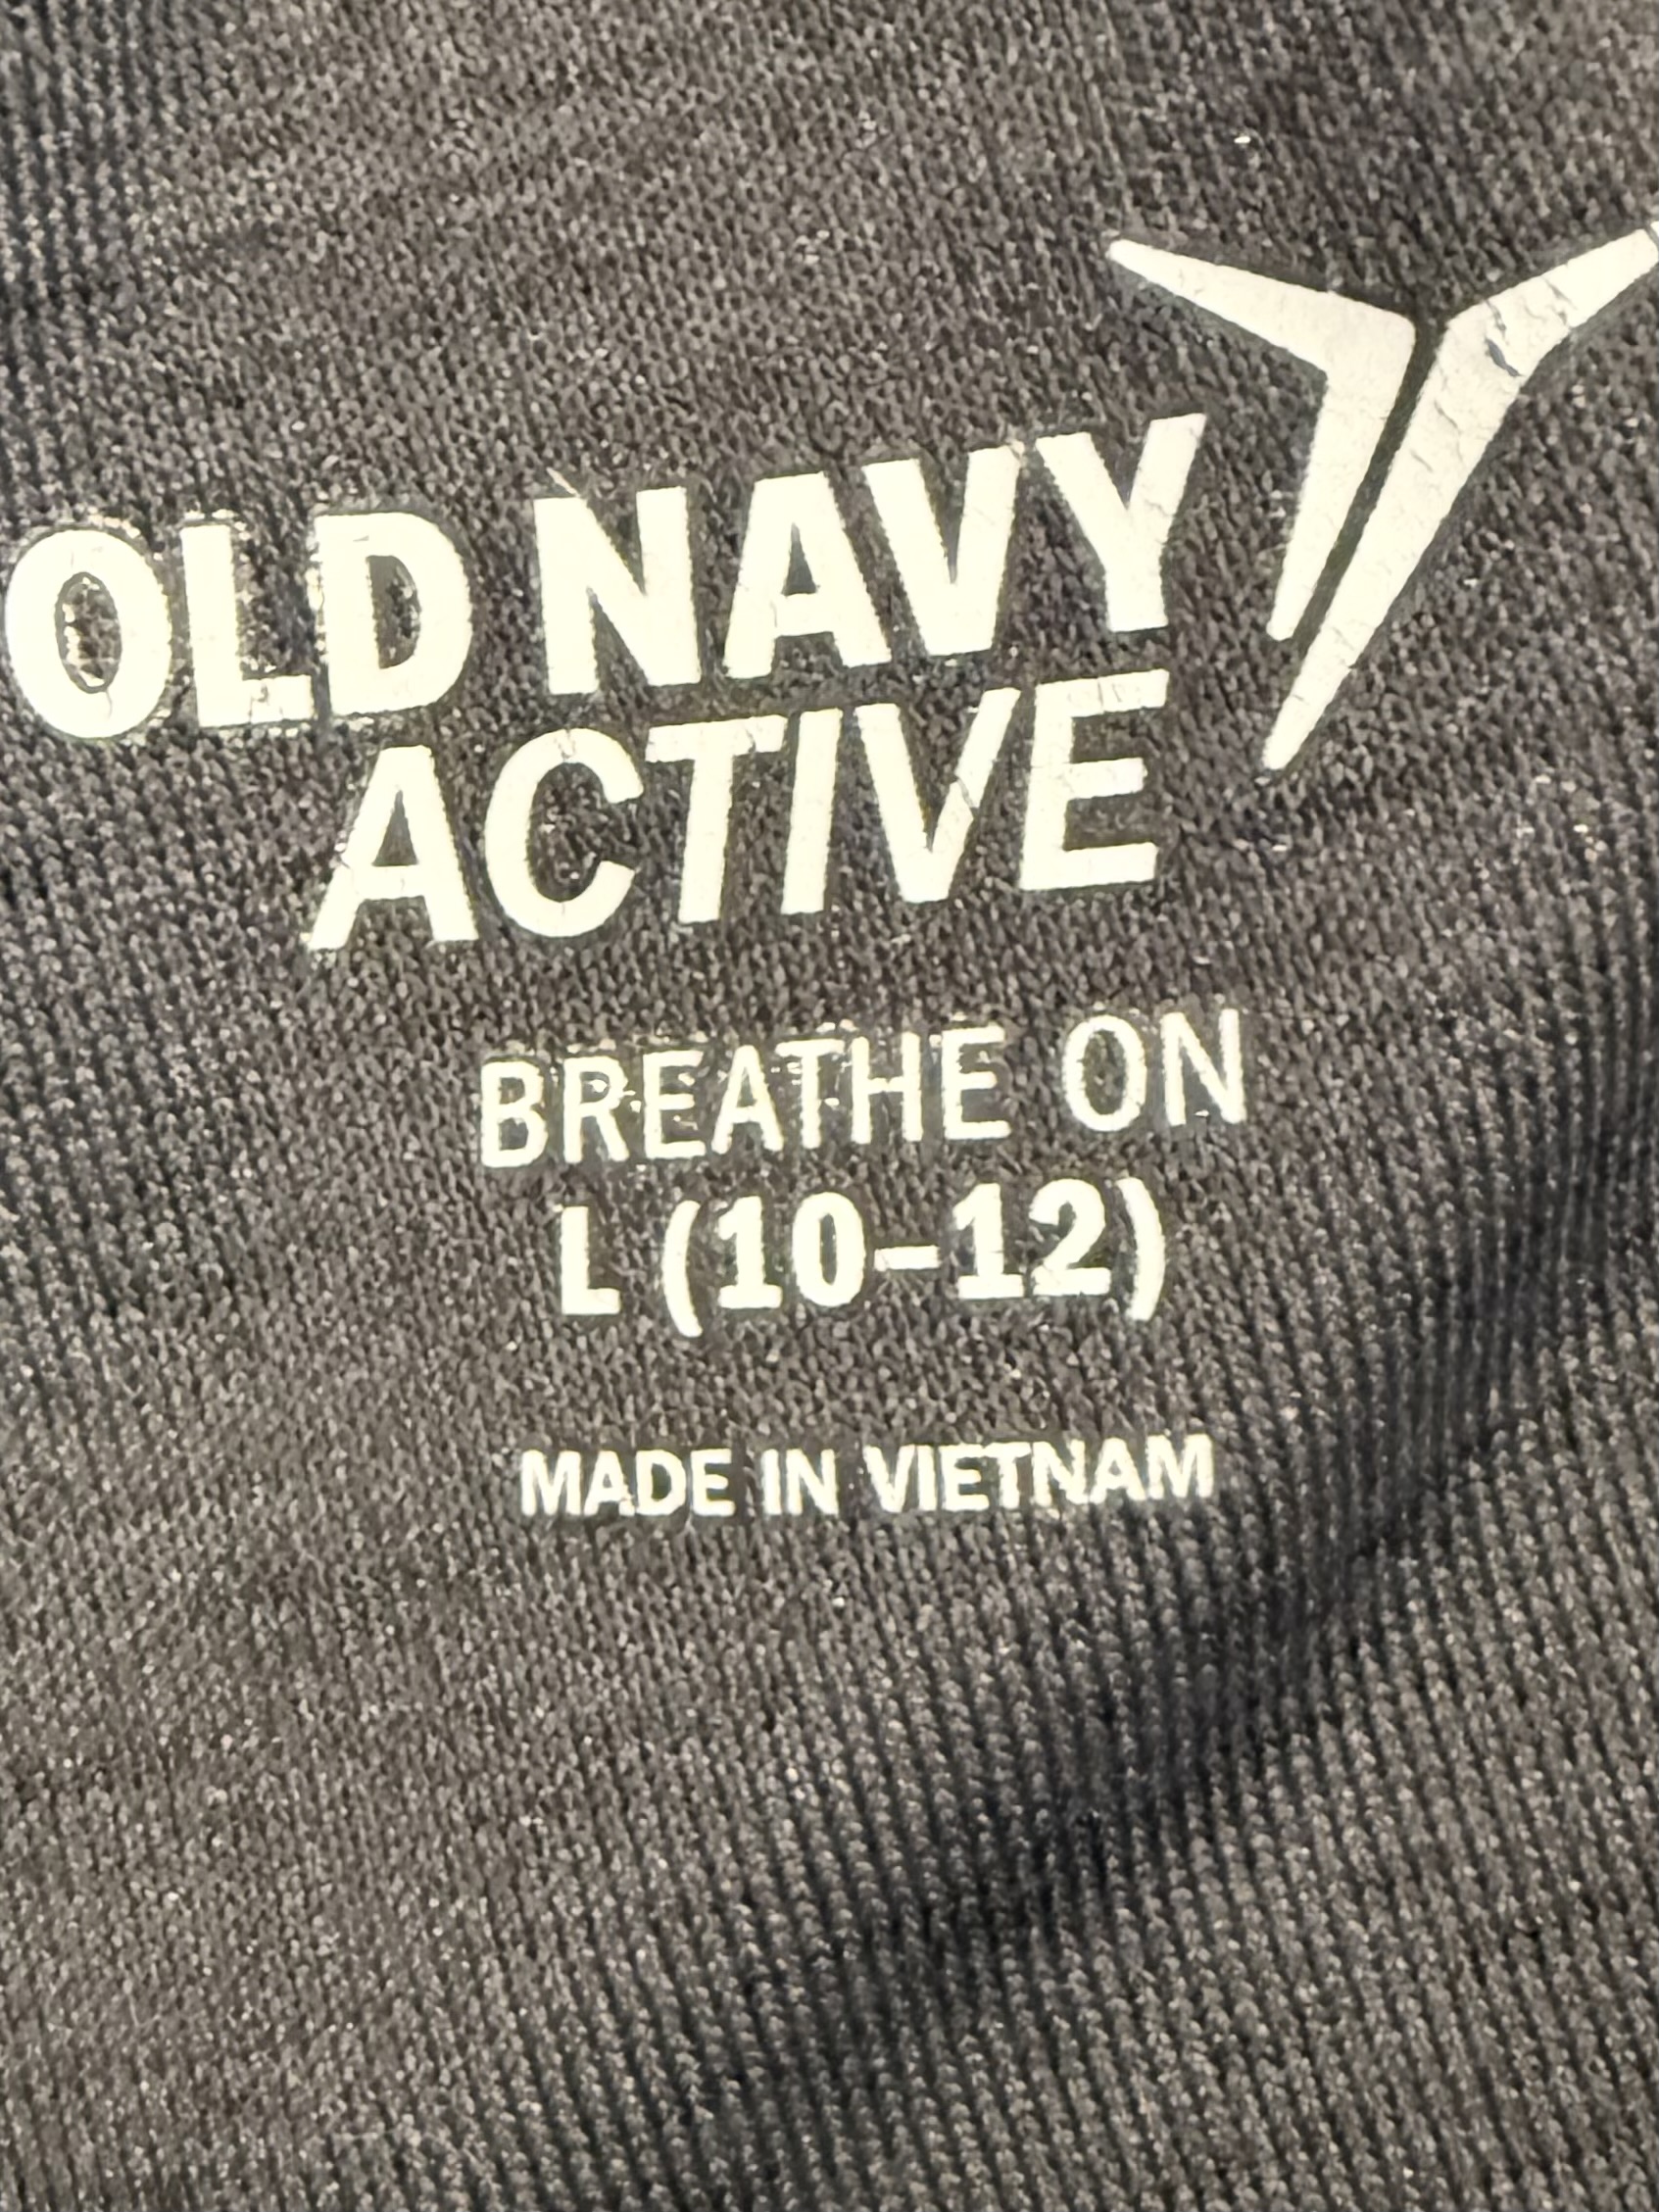 OLD NAVY
ACTIVE
BREATHE ON
L (10-12)
MADE IN VIETNAM